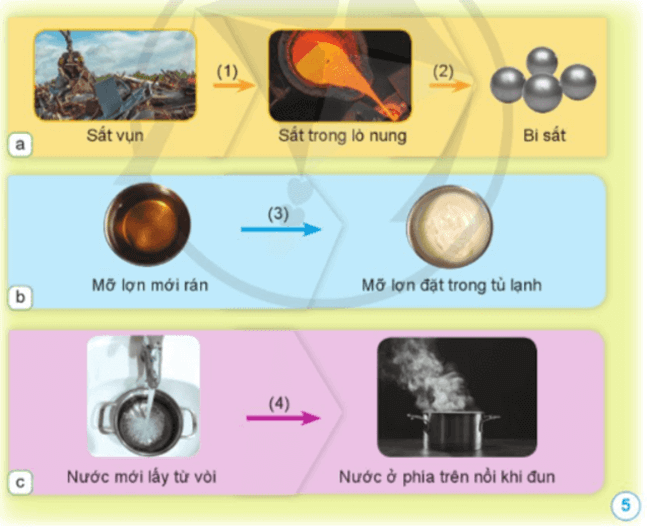 (1)
(2)
Sắt vụn
Sắt trong lò nung
Bi sắt
a
(3)
Mỡ lợn mới rán
Mỡ lợn đặt trong tủ lạnh
b
(4)
Nước mới lấy từ vòi
Nước ở phía trên nồi khi đun
c
5